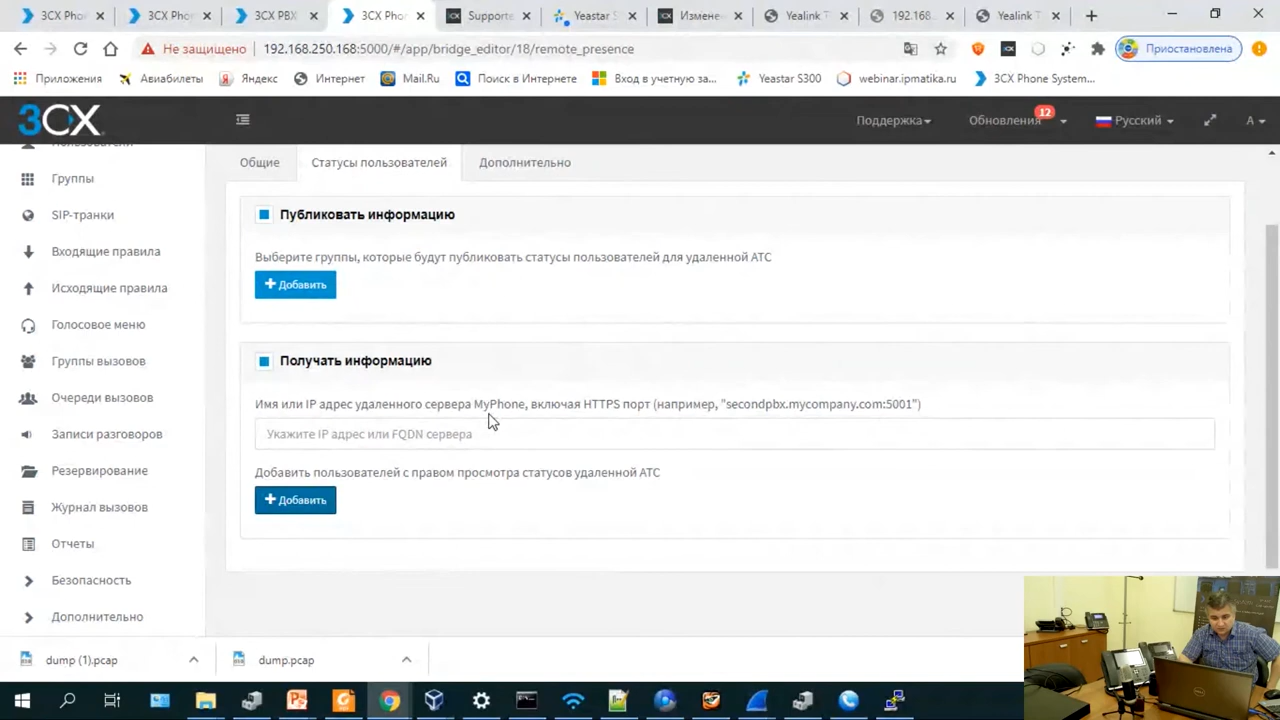 3CX Pho
3CX Phor
3CX PBX
3CX Phor
Supporte
Yeastar S
Измене
Yealink T
192.168.
Yealink T
Не защищено
192.168.250.168:5000/#/app/bridge_editor/18/remote_presence
Приостановлена
Приложения
Авиабилеты
Яндекс
Интернет
Mail.Ru
Поиск в Интернете
Вход в учетную за...
Yeastar S300
webinar.ipmatika.ru
3CX Phone System...
3CX
Поддержка
Обновления
12
Русский
A
Пользователи
Группы
SIP-транки
Входящие правила
Исходящие правила
Голосовое меню
Группы вызовов
Очереди вызовов
Записи разговоров
Резервирование
Журнал вызовов
Отчеты
Безопасность
Дополнительно
Общие
Статусы пользователей
Дополнительно
Публиковать информацию
Выберите группы, которые будут публиковать статусы пользователей для удаленной АТС
+ Добавить
Получать информацию
Имя или IP адрес удаленного сервера MyPhone, включая HTTPS порт (например, "secondpbx.mycompany.com:5001")
Укажите IP адрес или FQDN сервера
Добавить пользователей с правом просмотра статусов удаленной АТС
+ Добавить
dump (1).pcap
dump.pcap